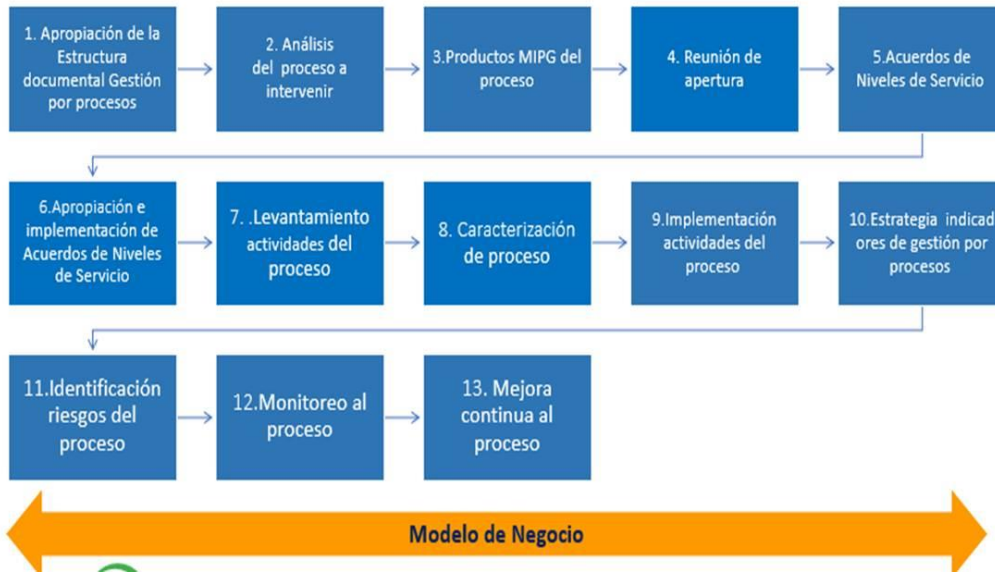 1. Apropiación de la
Estructura
documental Gestión
por procesos
2. Análisis
del proceso a
intervenir
3.Productos MIPG del
proceso
4. Reunión de
apertura
5.Acuerdos de
Niveles de Servicio
6.Apropiación e
implementación de
Acuerdos de Niveles
de Servicio
7. .Levantamiento
actividades del
proceso
8. Caracterización
de proceso
9.Implementación
actividades del
proceso
10.Estrategia indicad
ores de gestión por
procesos
11.Identificación
riesgos del
proceso
12.Monitoreo al
proceso
13. Mejora
continua al
proceso
Modelo de Negocio